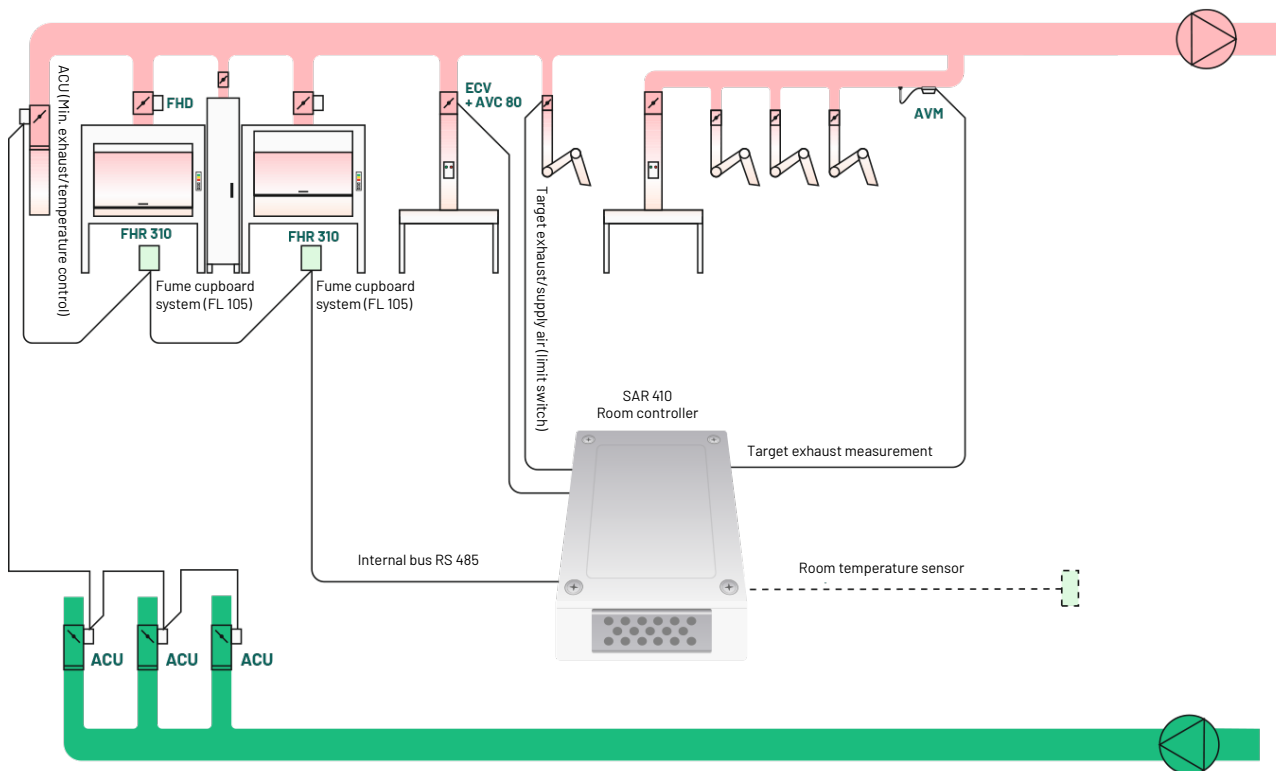 ACU (Min. exhaust/temperature control)
FHD
ECV
+ AVC 80
AVM
Target exhaust/supply air (limit switch)
FHR 310
FHR 310
Fume cupboard
system (FL 105)
Fume cupboard
system (FL 105)
SAR 410
Room controller
Target exhaust measurement
Internal bus RS 485
Room temperature sensor
ACU
ACU
ACU